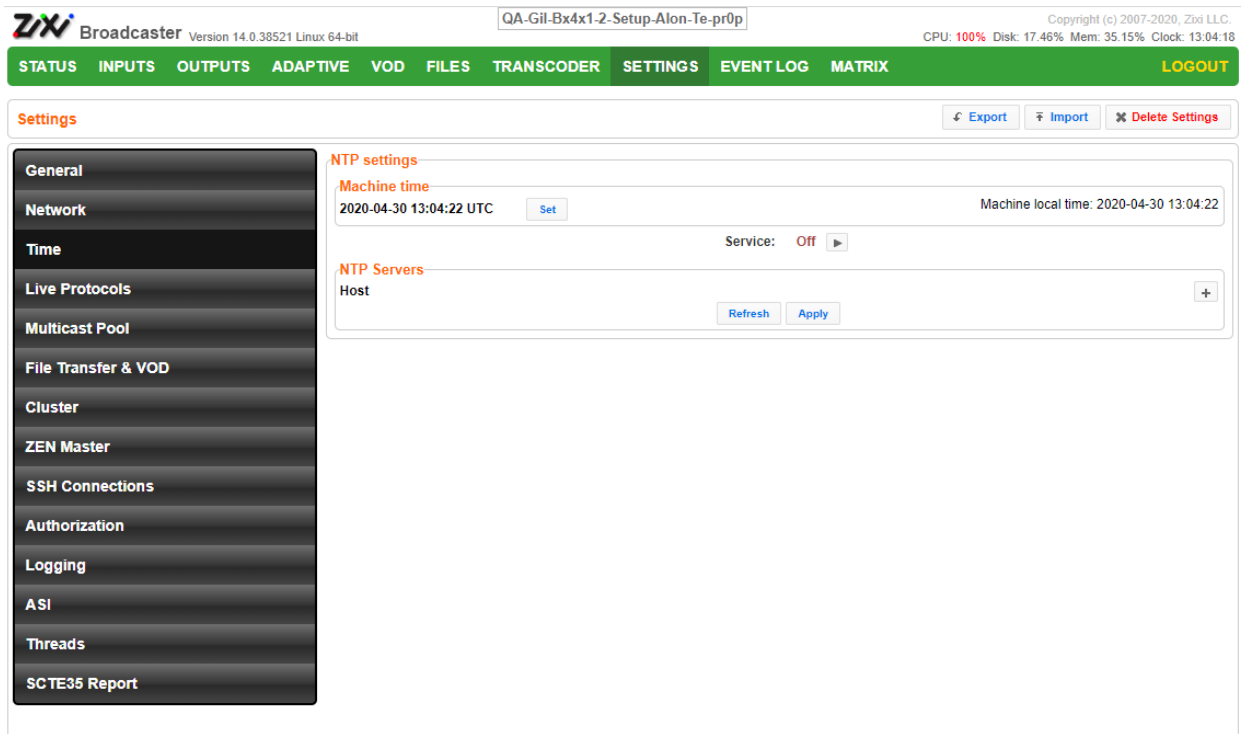 ZiXi Broadcaster Version 14.0.38521 Linux 64-bit
QA-Gil-Bx4x1-2-Setup-Alon-Te-pr0p
Copyright (c) 2007-2020, Zixi LLC.
CPU: 100% Disk: 17.46% Mem: 35.15% Clock: 13:04:18
STATUS INPUTS OUTPUTS ADAPTIVE VOD FILES TRANSCODER SETTINGS EVENT LOG MATRIX LOGOUT
Settings Export Import Delete Settings
General
Network
Time
Live Protocols
Multicast Pool
File Transfer & VOD
Cluster
ZEN Master
SSH Connections
Authorization
Logging
ASI
Threads
SCTE35 Report
NTP settings
Machine time
2020-04-30 13:04:22 UTC Set Machine local time: 2020-04-30 13:04:22
Service: Off
NTP Servers
Host +
Refresh Apply